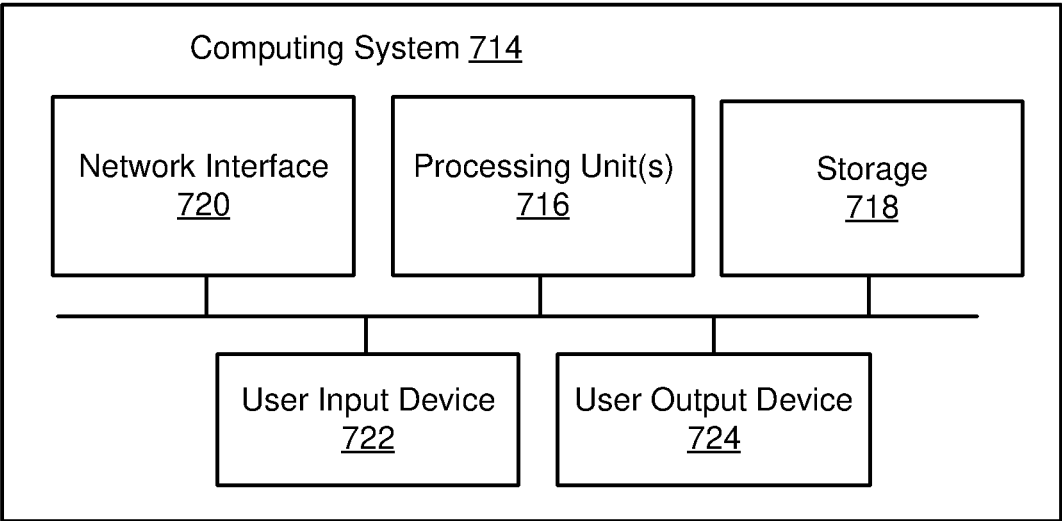 Computing System 714
Network Interface
720
Processing Unit(s)
716
Storage
718
User Input Device
722
User Output Device
724